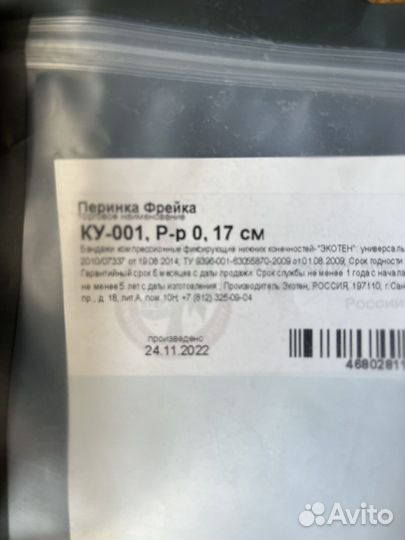 Перинка Фрейка
торговое наименование
КУ-001, Р-р 0, 17 см
Бандажи компрессионные фиксирующие нижних конечностей-"ЭКОТЕН": универсаль
2010/07337 от 19.08.2014; ТУ 9396-001-63055870-2009 от 01.08.2009; Срок годности
Гарантийный срок 6 месяцев с даты продажи. Срок службы не менее 1 года с начала
не менее 5 лет с даты изготовления ; Производитель: Экотен, РОССИЯ, 197110, г.Сан
пр., д. 18, лит А, пом.10Н; +7 (812) 325-09-04
Россий
произведено:
24.11.2022
46802811
Avito